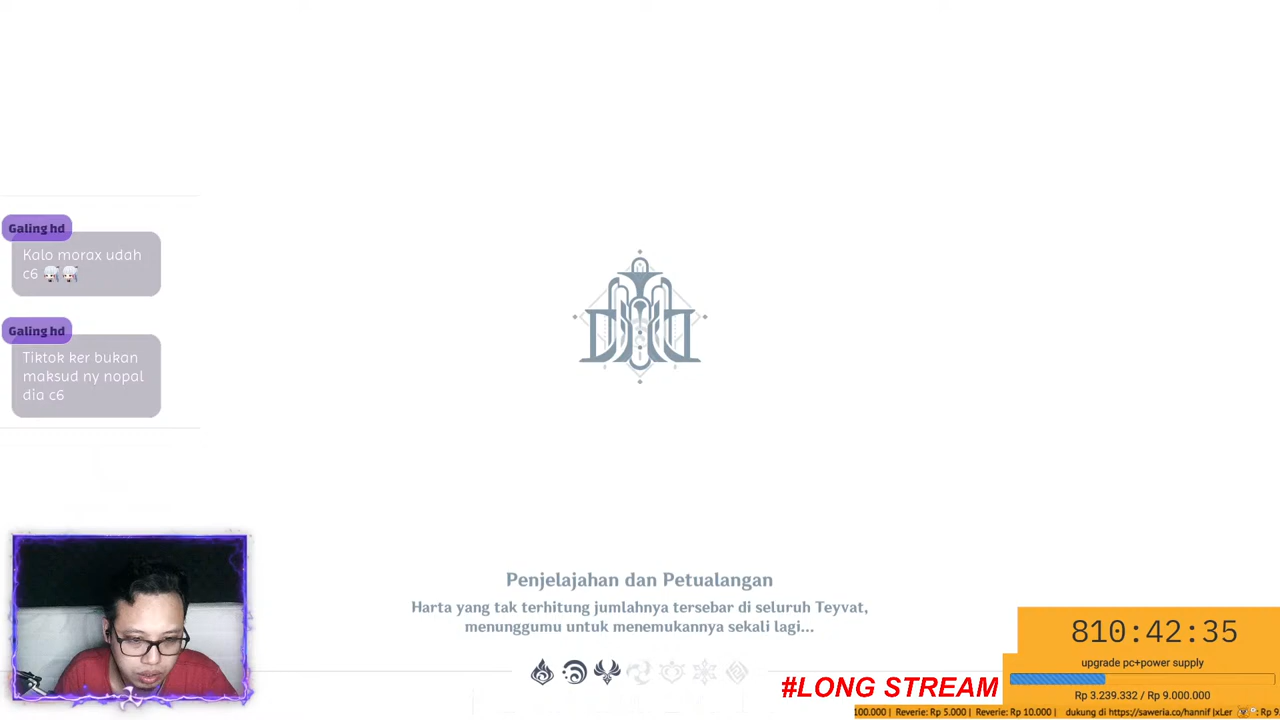 Galing hd
Kalo morax udah
c6
Galing hd
Tiktok ker bukan
maksud ny nopal
dia c6
Penjelajahan dan Petualangan
Harta yang tak terhitung jumlahnya tersebar di seluruh Teyvat,
menunggumu untuk menemukannya sekali lagi...
#LONG STREAM
810:42:35
upgrade pc+power supply
Rp 3.239.332 / Rp 9.000.000
100.000 | Reverie: Rp 5.000 | Reverie: Rp 10.000 | dukung di https://saweria.co/hannif |xLer : Rp 9